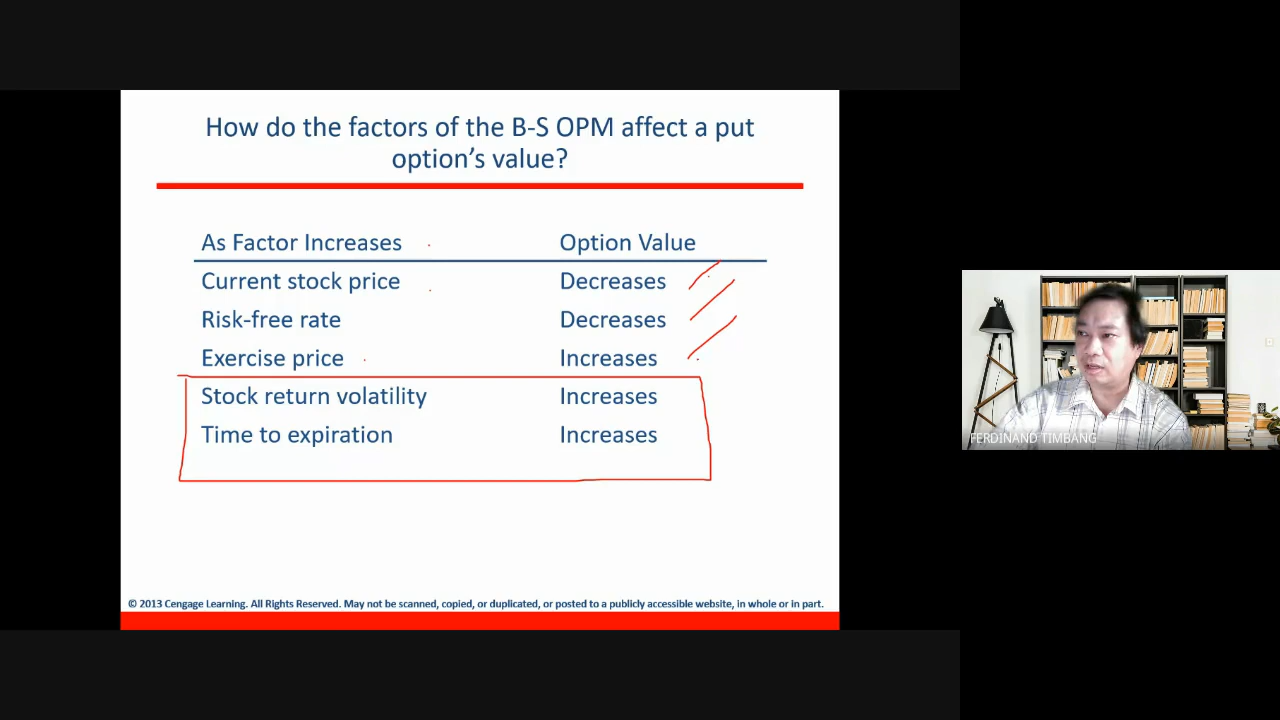 How do the factors of the B-S OPM affect a put
option’s value?
As Factor Increases Option Value
Current stock price Decreases
Risk-free rate Decreases
Exercise price Increases
Stock return volatility Increases
Time to expiration Increases
© 2013 Cengage Learning. All Rights Reserved. May not be scanned, copied, or duplicated, or posted to a publicly accessible website, in whole or in part.
FERDINAND TIMBANG